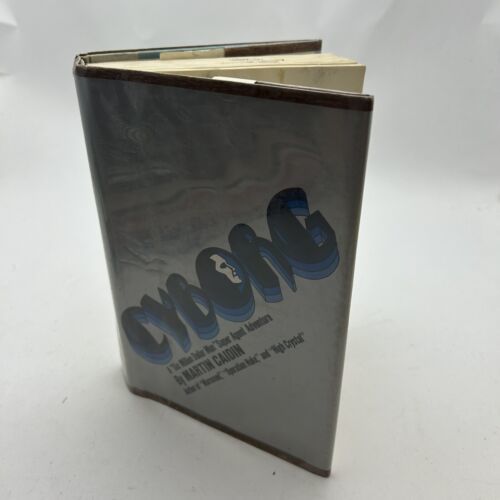 CYBORG
A "Six Million Dollar Man" Super Agent Adventure
By MARTIN CAIDIN
Author of "Marooned," "Operation Nuke," and "High Crystal"